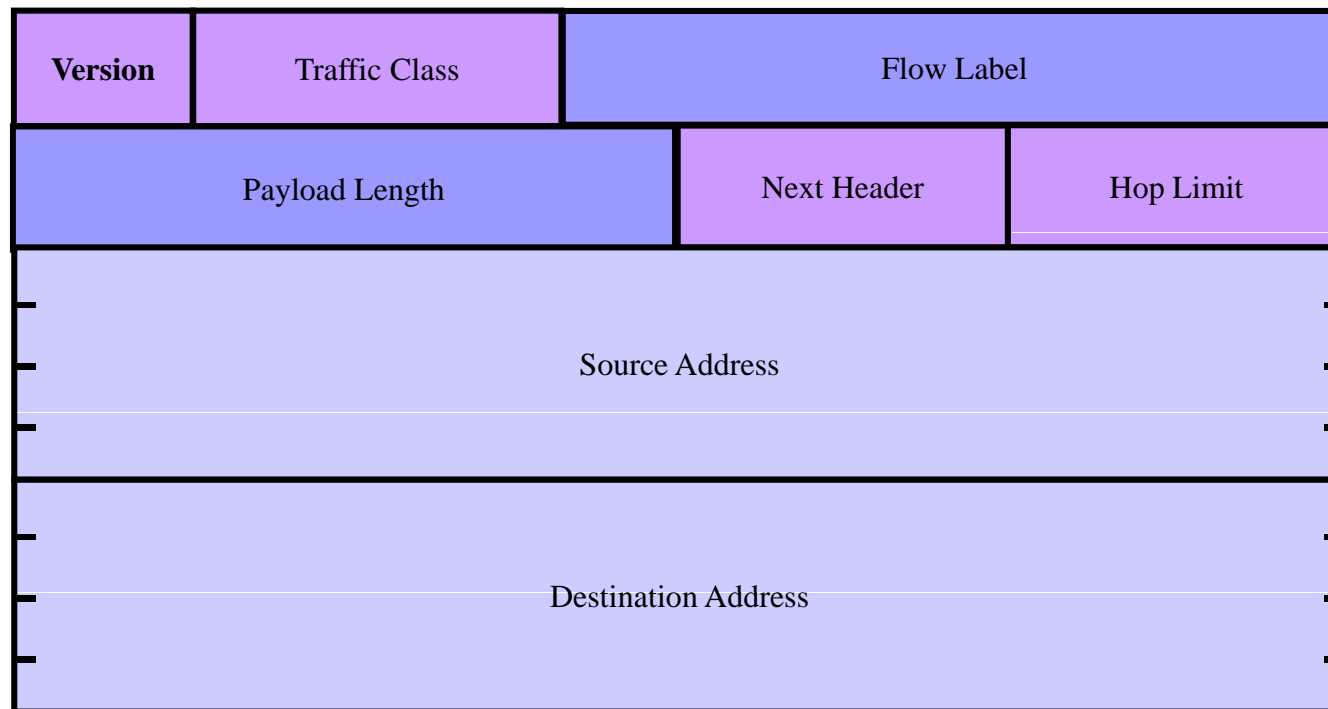 Version
Traffic Class
Flow Label
Payload Length
Next Header
Hop Limit
Source Address
Destination Address